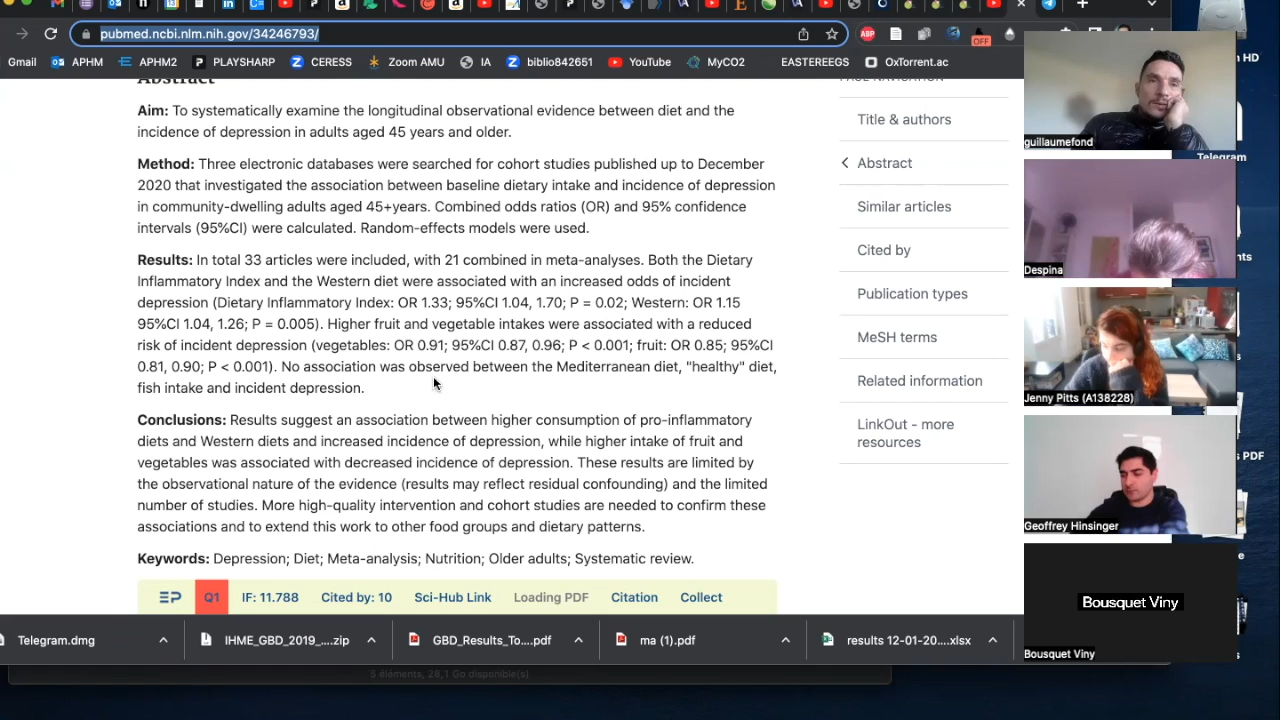 pubmed.ncbi.nlm.nih.gov/34246793/
ABP
OFF
Gmail APHM APHM2 PLAYSHARP CERESS Zoom AMU IA biblio842651 YouTube MyCO2 EASTEREEGS OxTorrent.ac
HD
Abstract
PAGE NAVIGATION
Title & authors
Abstract
Similar articles
Cited by
Publication types
MeSH terms
Related information
LinkOut - more
resources
Aim: To systematically examine the longitudinal observational evidence between diet and the
incidence of depression in adults aged 45 years and older.
Method: Three electronic databases were searched for cohort studies published up to December
2020 that investigated the association between baseline dietary intake and incidence of depression
in community-dwelling adults aged 45+years. Combined odds ratios (OR) and 95% confidence
intervals (95%CI) were calculated. Random-effects models were used.
Results: In total 33 articles were included, with 21 combined in meta-analyses. Both the Dietary
Inflammatory Index and the Western diet were associated with an increased odds of incident
depression (Dietary Inflammatory Index: OR 1.33; 95%CI 1.04, 1.70; P = 0.02; Western: OR 1.15
95%CI 1.04, 1.26; P = 0.005). Higher fruit and vegetable intakes were associated with a reduced
risk of incident depression (vegetables: OR 0.91; 95%CI 0.87, 0.96; P < 0.001; fruit: OR 0.85; 95%CI
0.81, 0.90; P < 0.001). No association was observed between the Mediterranean diet, "healthy" diet,
fish intake and incident depression.
Conclusions: Results suggest an association between higher consumption of pro-inflammatory
diets and Western diets and increased incidence of depression, while higher intake of fruit and
vegetables was associated with decreased incidence of depression. These results are limited by
the observational nature of the evidence (results may reflect residual confounding) and the limited
number of studies. More high-quality intervention and cohort studies are needed to confirm these
associations and to extend this work to other food groups and dietary patterns.
Keywords: Depression; Diet; Meta-analysis; Nutrition; Older adults; Systematic review.
Q1 IF: 11.788 Cited by: 10 Sci-Hub Link Loading PDF Citation Collect
Telegram.dmg IHME_GBD_2019_....zip GBD_Results_To....pdf ma (1).pdf results 12-01-20....xlsx
5 éléments, 28,1 Go disponible(s)
guillaumefond
Telegram
Despina
Jenny Pitts (A138228)
s PDF
Geoffrey Hinsinger
Bousquet Viny
Bousquet Viny